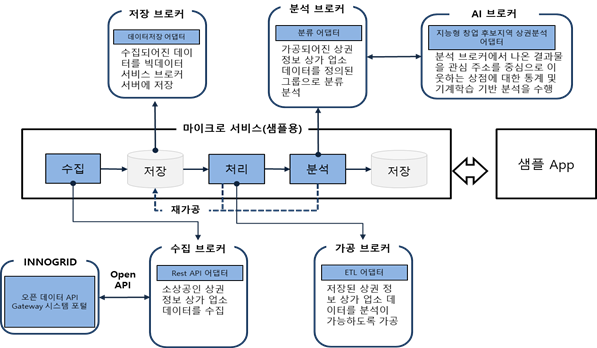 저장 브로커
데이터저장 어댑터
수집되어진 데이
터를 빅데이터
서비스 브로커
서버에 저장
분석 브로커
분류 어댑터
가공되어진 상권
정보 상가 업소
데이터를 정의된
그룹으로 분류
분석
AI 브로커
지능형 창업 후보지역 상권분석
어댑터
분석 브로커에서 나온 결과물
을 관심 주소를 중심으로 이
웃하는 상점에 대한 통계 및
기계학습 기반 분석을 수행
마이크로 서비스(샘플용)
수집
저장
처리
분석
저장
재가공
샘플 App
INNOGRID
오픈 데이터 API
Gateway 시스템 포털
Open
API
수집 브로커
Rest API 어댑터
소상공인 상권
정보 상가 업소
데이터를 수집
가공 브로커
ETL 어댑터
저장된 상권 정
보 상가 업소 데
이터를 분석이
가능하도록 가공